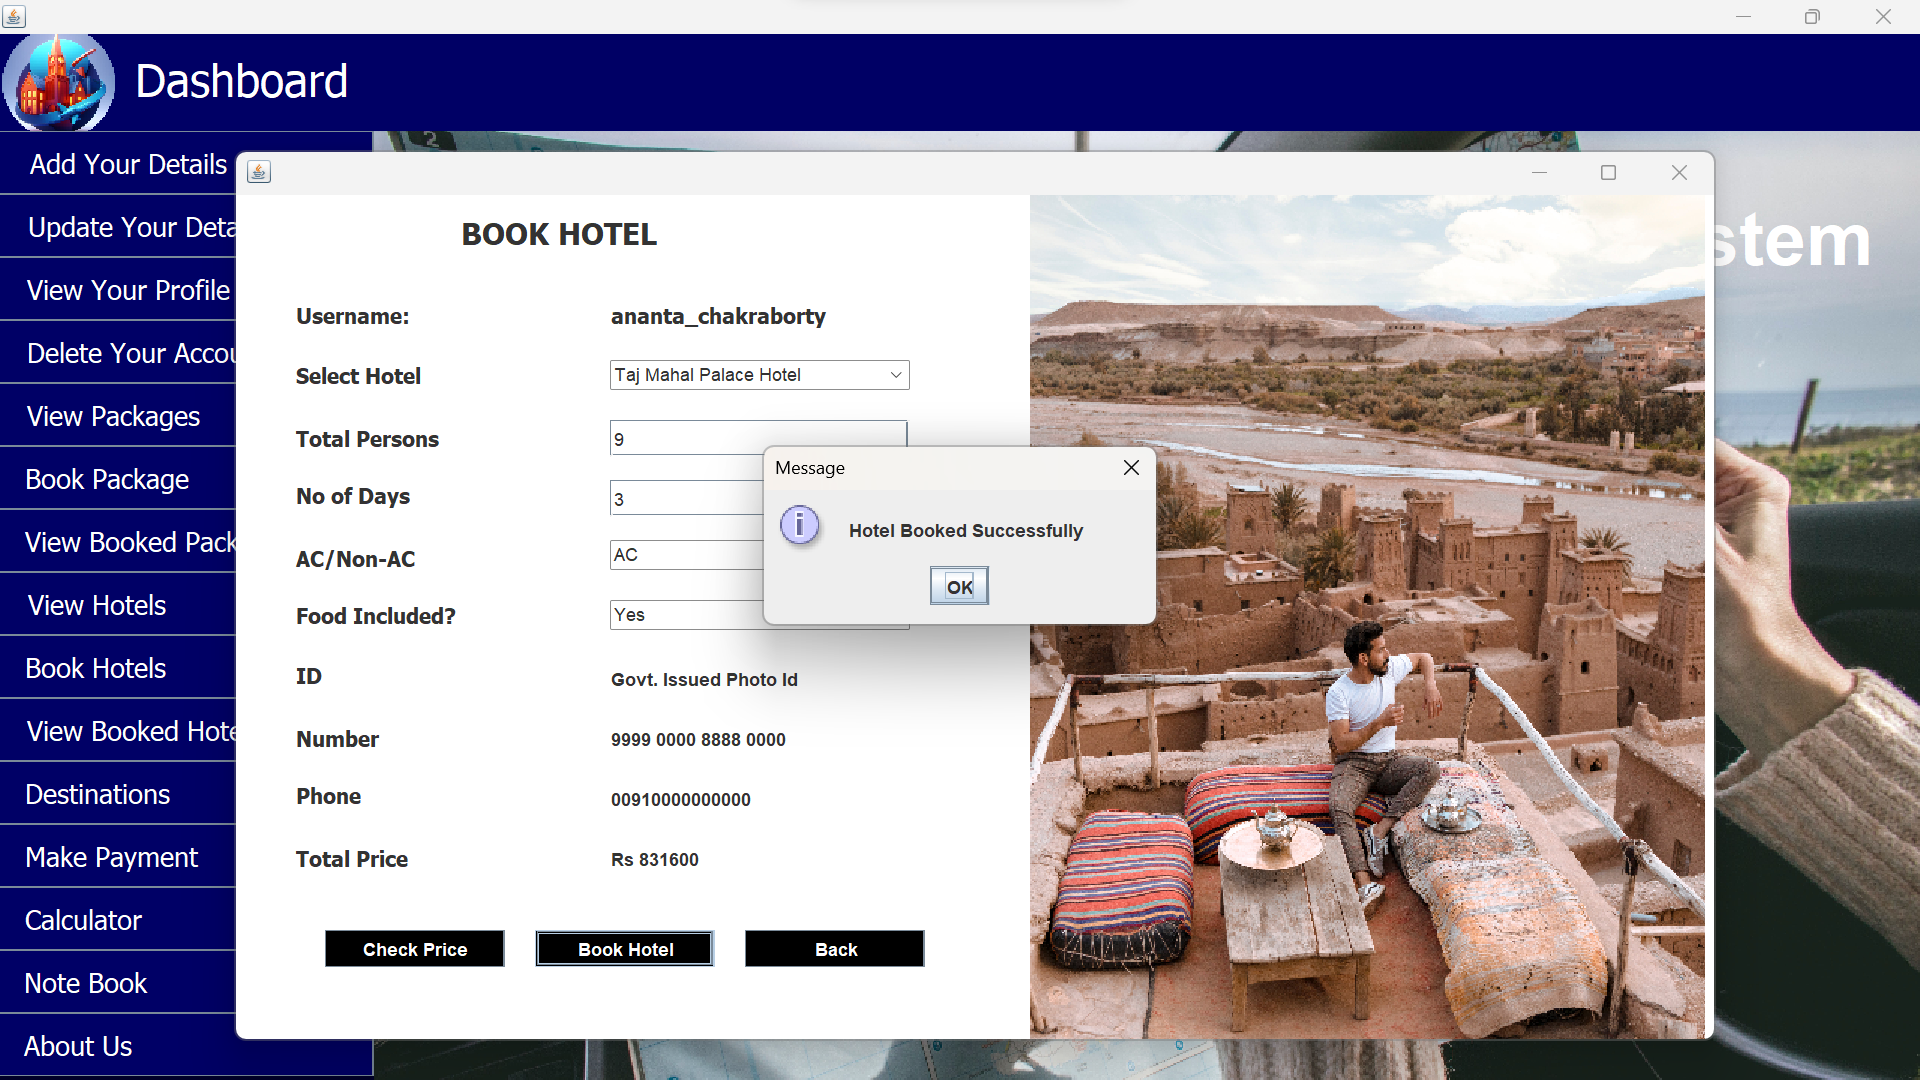 Dashboard
Add Your Details
Update Your Deta
View Your Profile
Delete Your Accou
View Packages
Book Package
View Booked Pack
View Hotels
Book Hotels
View Booked Hote
Destinations
Make Payment
Calculator
Note Book
About Us
stem
BOOK HOTEL
Username: ananta_chakraborty
Select Hotel Taj Mahal Palace Hotel
Total Persons 9
No of Days 3
AC/Non-AC AC
Food Included? Yes
ID Govt. Issued Photo Id
Number 9999 0000 8888 0000
Phone 00910000000000
Total Price Rs 831600
Check Price Book Hotel Back
Message
Hotel Booked Successfully
OK
2